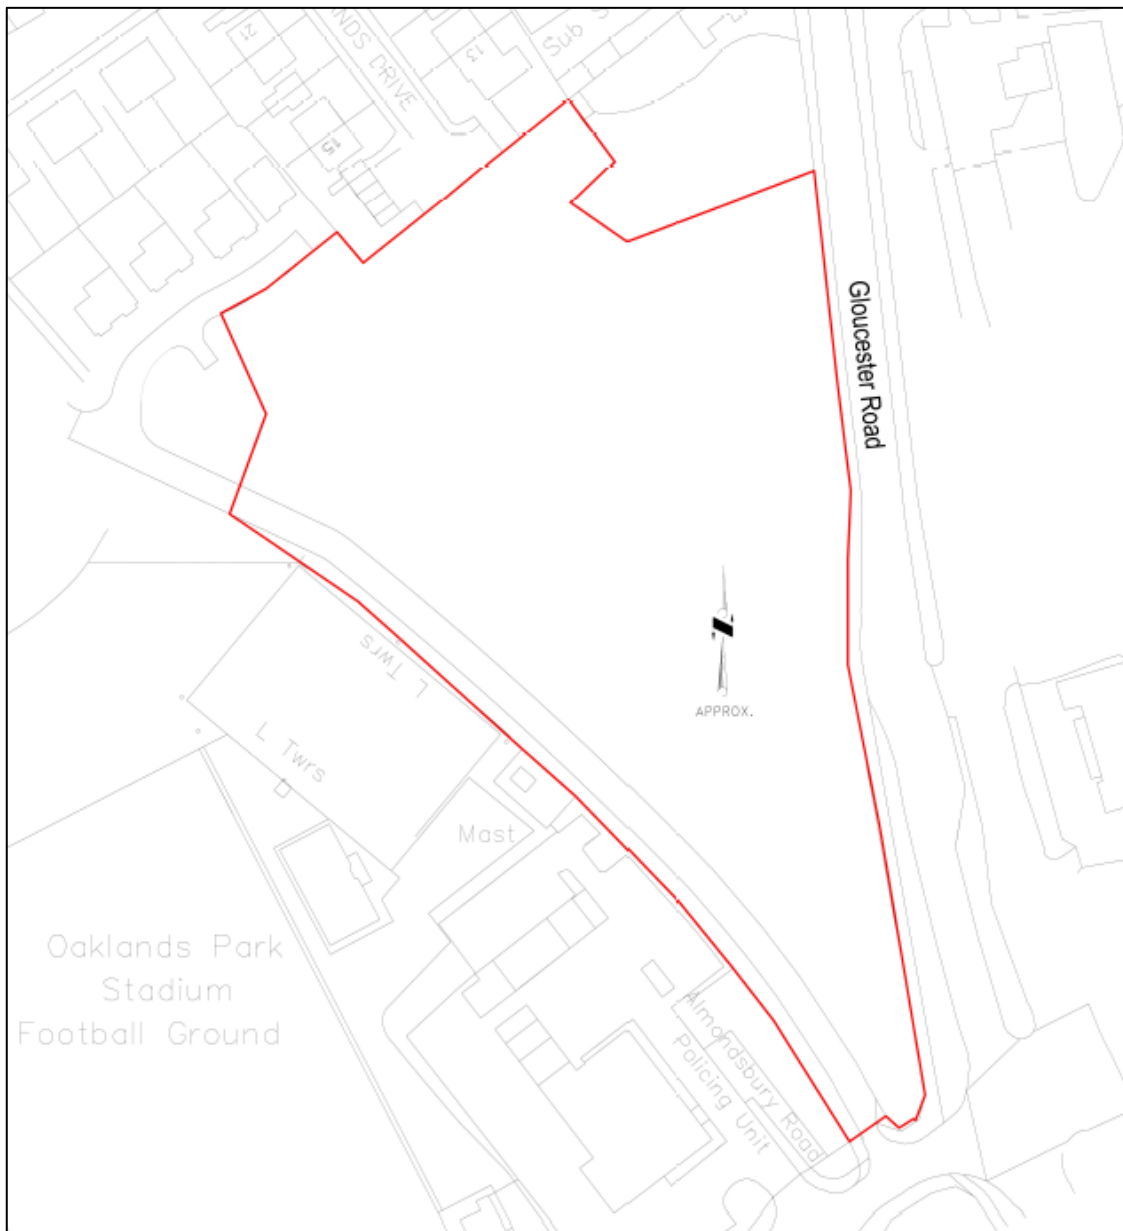 21
NDS DRIVE
13
Sub
S
15
Gloucester Road
L Twrs
APPROX.
L Twrs
Mast
Oaklands Park
Stadium
Football Ground
Almondsbury Road
Policing Unit